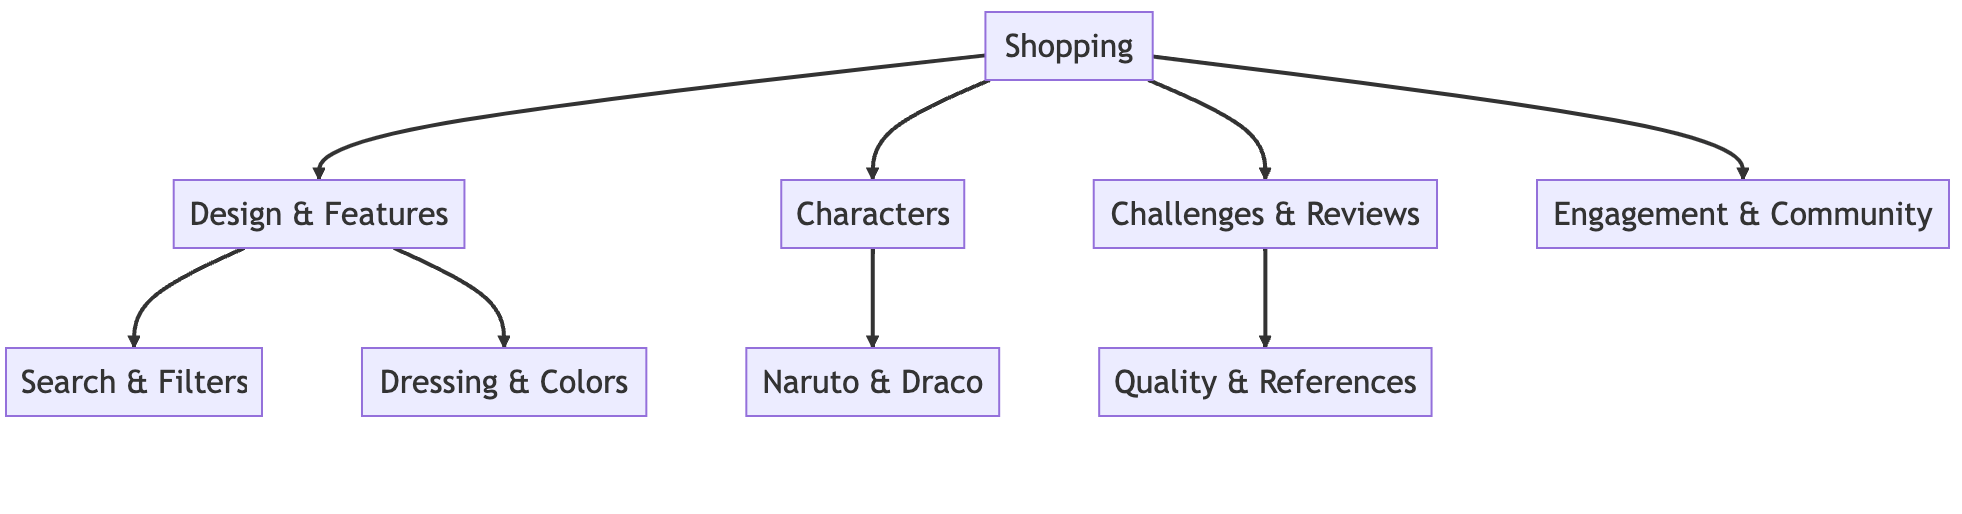 Shopping
Design & Features
Characters
Challenges & Reviews
Engagement & Community
Search & Filters
Dressing & Colors
Naruto & Draco
Quality & References